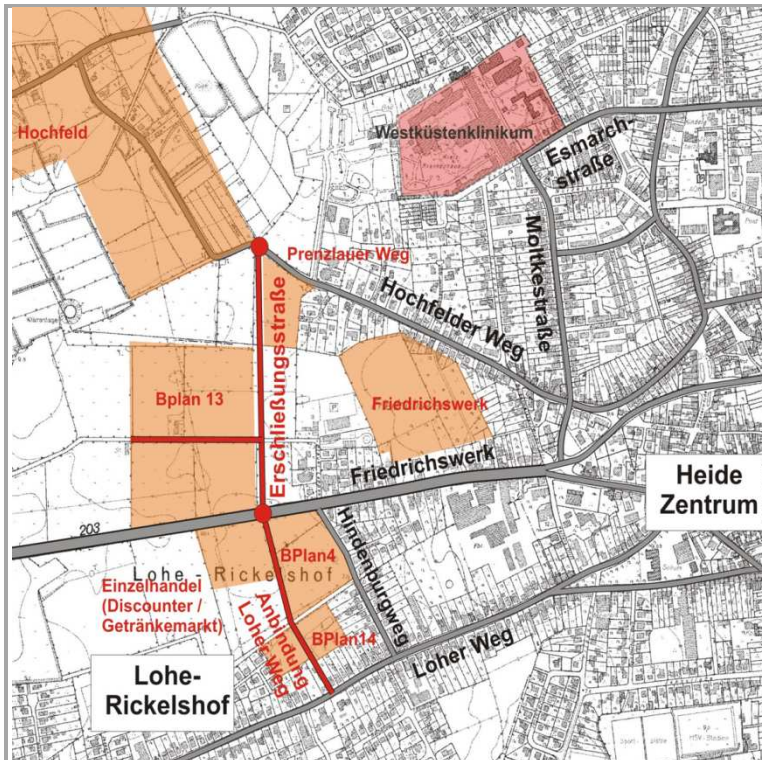 Hochfeld
Westküstenklinikum
Esmarch-
straße
Prenzlauer Weg
Moltkestraße
Hochfelder Weg
Erschließungsstraße
Bplan 13
Friedrichswerk
Friedrichswerk
Heide
Zentrum
203
BPlan4
Hindenburgweg
Lohe - Rickelshof
Einzelhandel
(Discounter /
Getränkemarkt)
Anbindung
Loher Weg
BPlan14
Loher Weg
Lohe-
Rickelshof